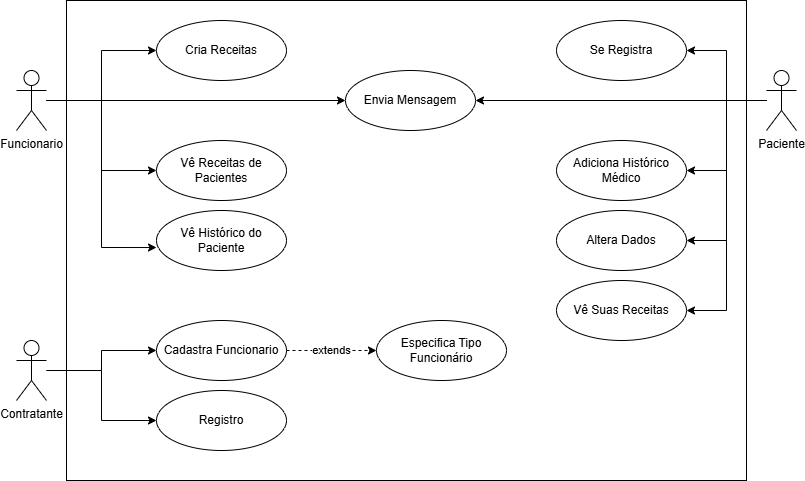 Cria Receitas
Se Registra
Envia Mensagem
Funcionario
Paciente
Vê Receitas de
Pacientes
Adiciona Histórico
Médico
Vê Histórico do
Paciente
Altera Dados
Vê Suas Receitas
Cadastra Funcionario
extends
Especifica Tipo
Funcionário
Contratante
Registro